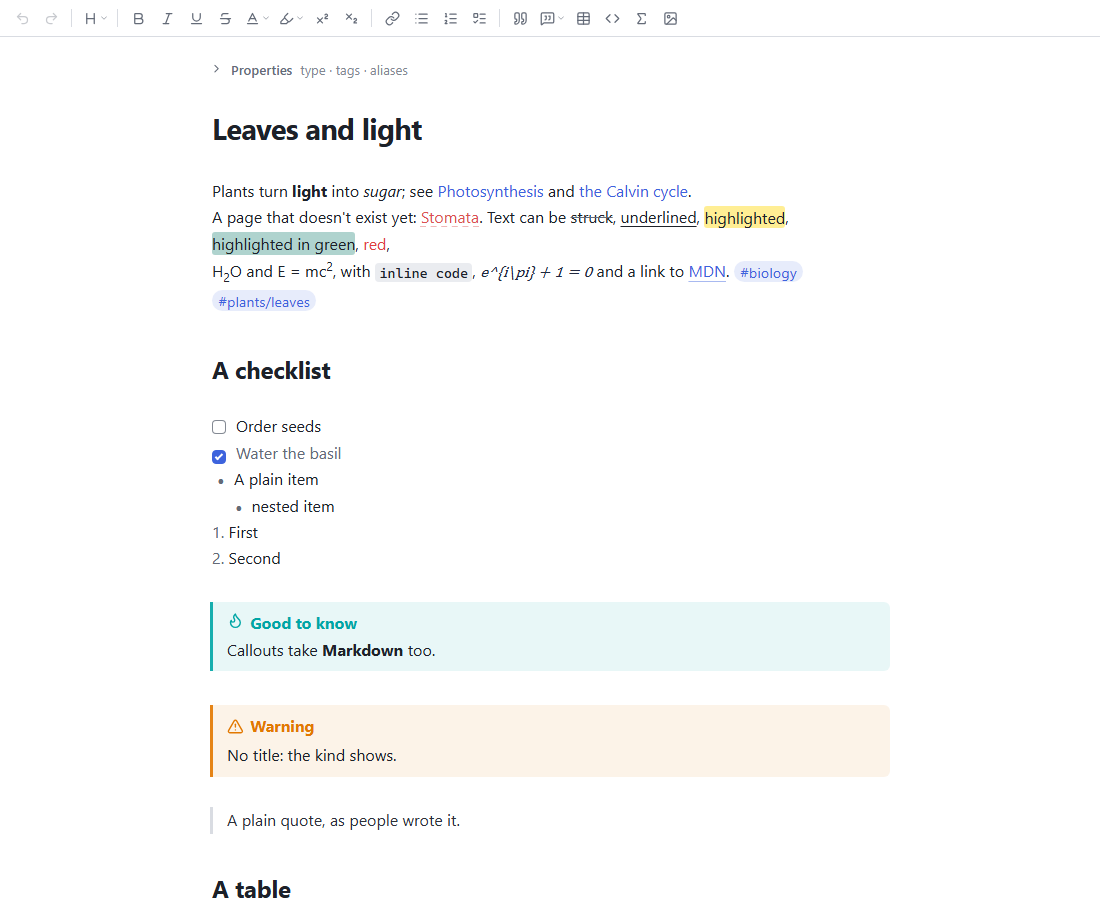 H B I U S A x² x₂ Σ
Properties type · tags · aliases
Leaves and light
Plants turn light into sugar; see Photosynthesis and the Calvin cycle.
A page that doesn't exist yet: Stomata. Text can be struck, underlined, highlighted,
highlighted in green, red,
H₂O and E = mc², with inline code, e^{i\pi} + 1 = 0 and a link to MDN. #biology
#plants/leaves
A checklist
Order seeds
Water the basil
• A plain item
• nested item
1. First
2. Second
Good to know
Callouts take Markdown too.
Warning
No title: the kind shows.
A plain quote, as people wrote it.
A table